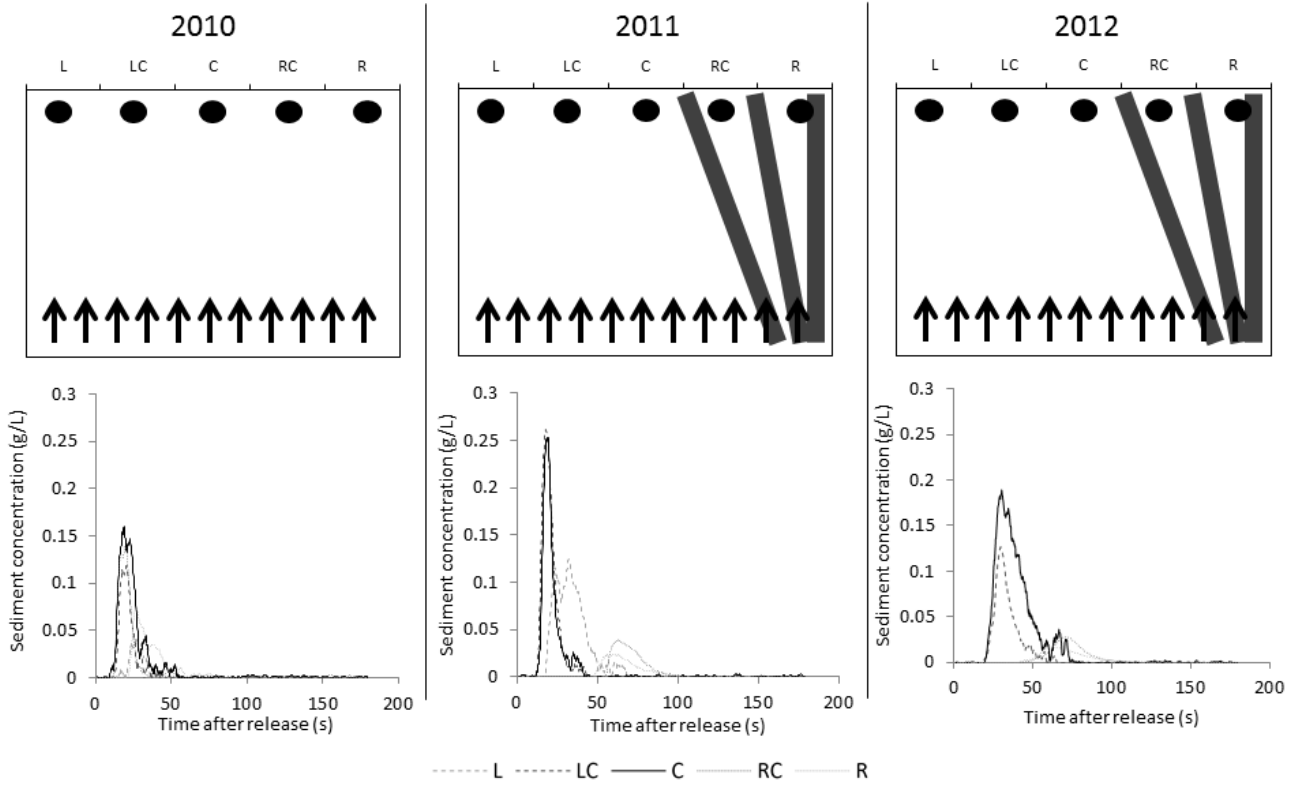 2010 2011 2012
L LC C RC R L LC C RC R L LC C RC R
Sediment concentration (g/L)
0.3
0.25
0.2
0.15
0.1
0.05
0
0 50 100 150 200
Time after release (s)
Sediment concentration (g/L)
0.3
0.25
0.2
0.15
0.1
0.05
0
0 50 100 150 200
Time after release (s)
Sediment concentration (g/L)
0.3
0.25
0.2
0.15
0.1
0.05
0
0 50 100 150 200
Time after release (s)
L LC C RC R